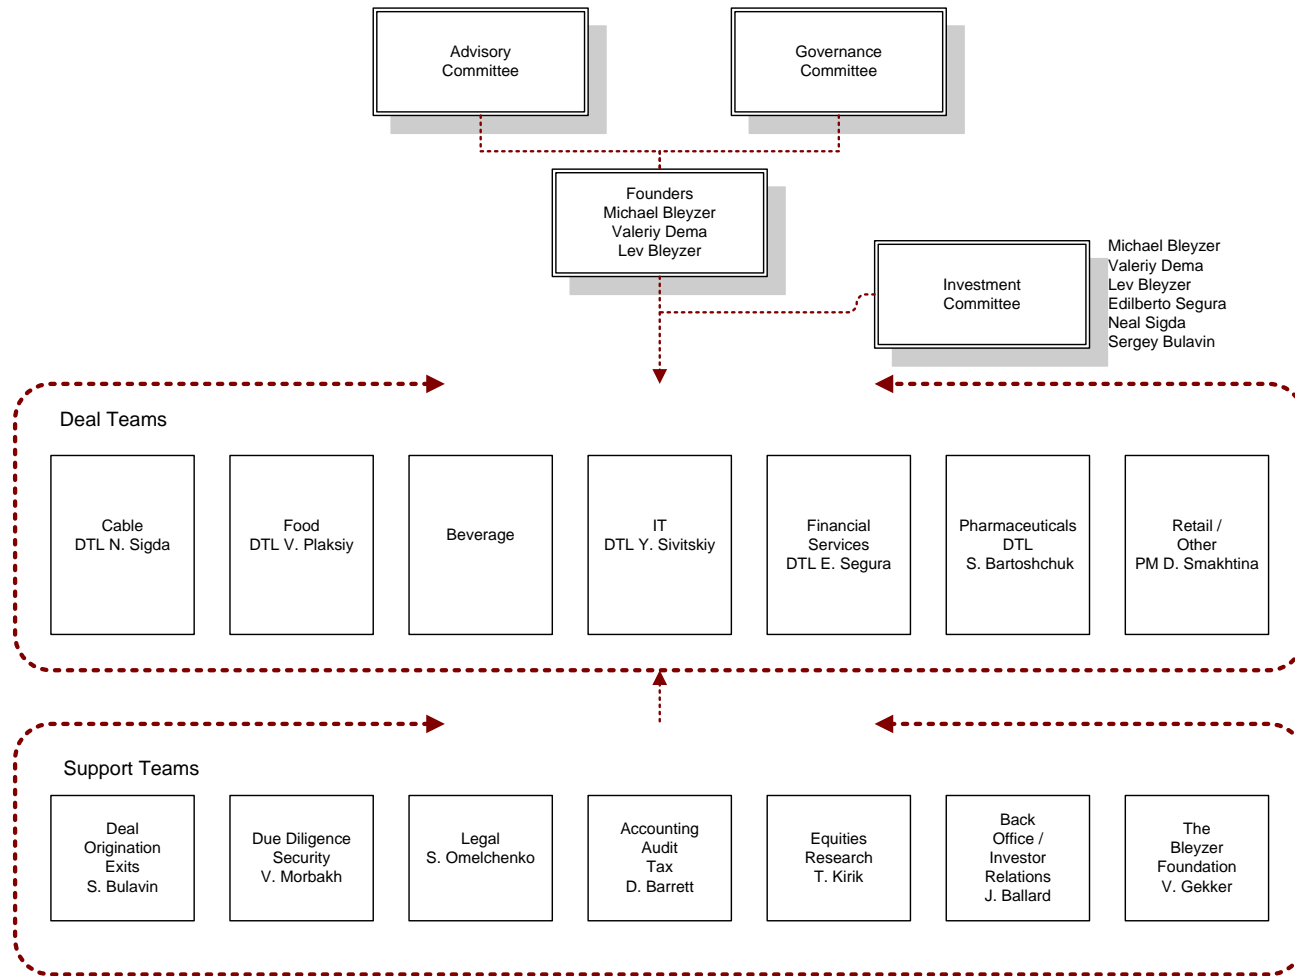 Advisory
Committee
Governance
Committee
Founders
Michael Bleyzer
Valeriy Dema
Lev Bleyzer
Investment
Committee
Michael Bleyzer
Valeriy Dema
Lev Bleyzer
Edilberto Segura
Neal Sigda
Sergey Bulavin
Deal Teams
Cable
DTL N. Sigda
Food
DTL V. Plaksiy
Beverage
IT
DTL Y. Sivitskiy
Financial
Services
DTL E. Segura
Pharmaceuticals
DTL
S. Bartoshchuk
Retail /
Other
PM D. Smakhtina
Support Teams
Deal
Origination
Exits
S. Bulavin
Due Diligence
Security
V. Morbakh
Legal
S. Omelchenko
Accounting
Audit
Tax
D. Barrett
Equities
Research
T. Kirik
Back
Office /
Investor
Relations
J. Ballard
The
Bleyzer
Foundation
V. Gekker